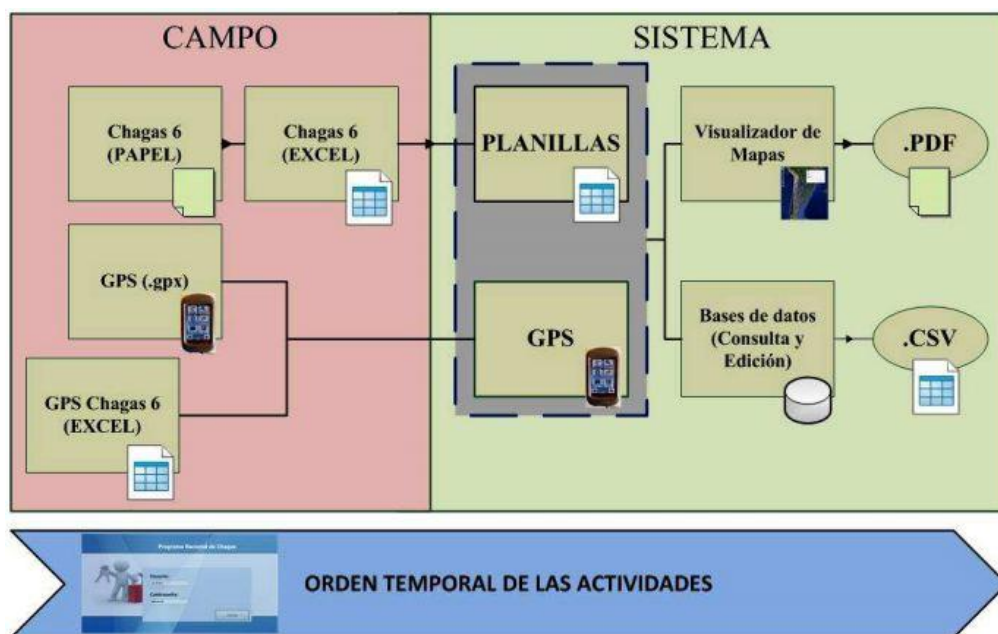 CAMPO
SISTEMA
Chagas 6
(PAPEL)
Chagas 6
(EXCEL)
PLANILLAS
Visualizador de
Mapas
.PDF
GPS (.gpx)
GPS
Bases de datos
(Consulta y
Edición)
.CSV
GPS Chagas 6
(EXCEL)
Programa Nacional de Chagas
ORDEN TEMPORAL DE LAS ACTIVIDADES